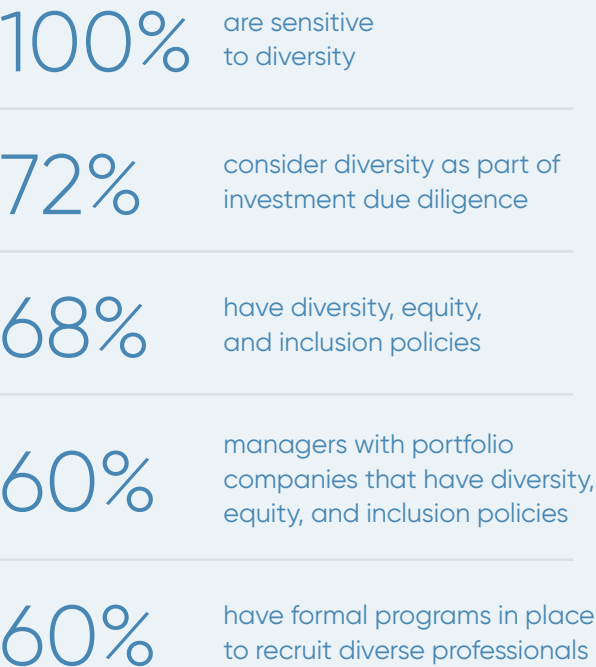 100%
are sensitive
to diversity
72%
consider diversity as part of
investment due diligence
68%
have diversity, equity,
and inclusion policies
60%
managers with portfolio
companies that have diversity,
equity, and inclusion policies
60%
have formal programs in place
to recruit diverse professionals